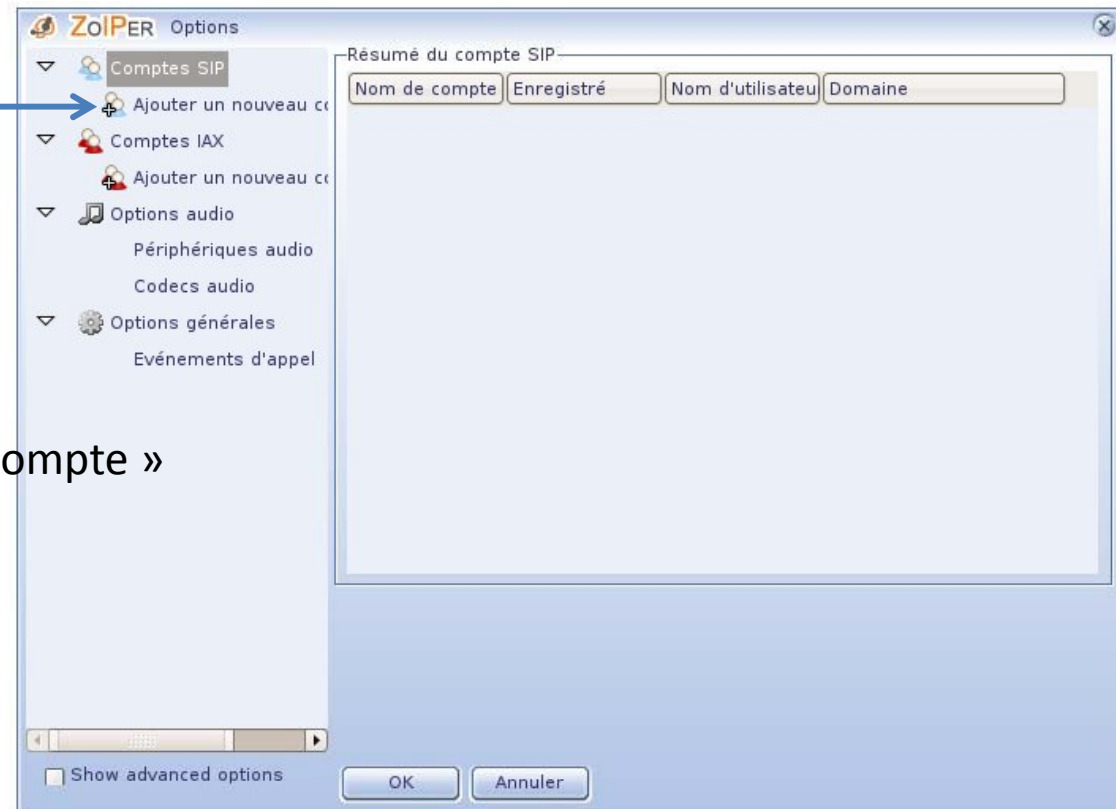 ZOIPER Options
Comptes SIP
Ajouter un nouveau co
Comptes IAX
Ajouter un nouveau co
Options audio
Périphériques audio
Codecs audio
Options générales
Evénements d'appel
ompte »
Show advanced options
Résumé du compte SIP
Nom de compte Enregistré Nom d'utilisateu Domaine
OK Annuler